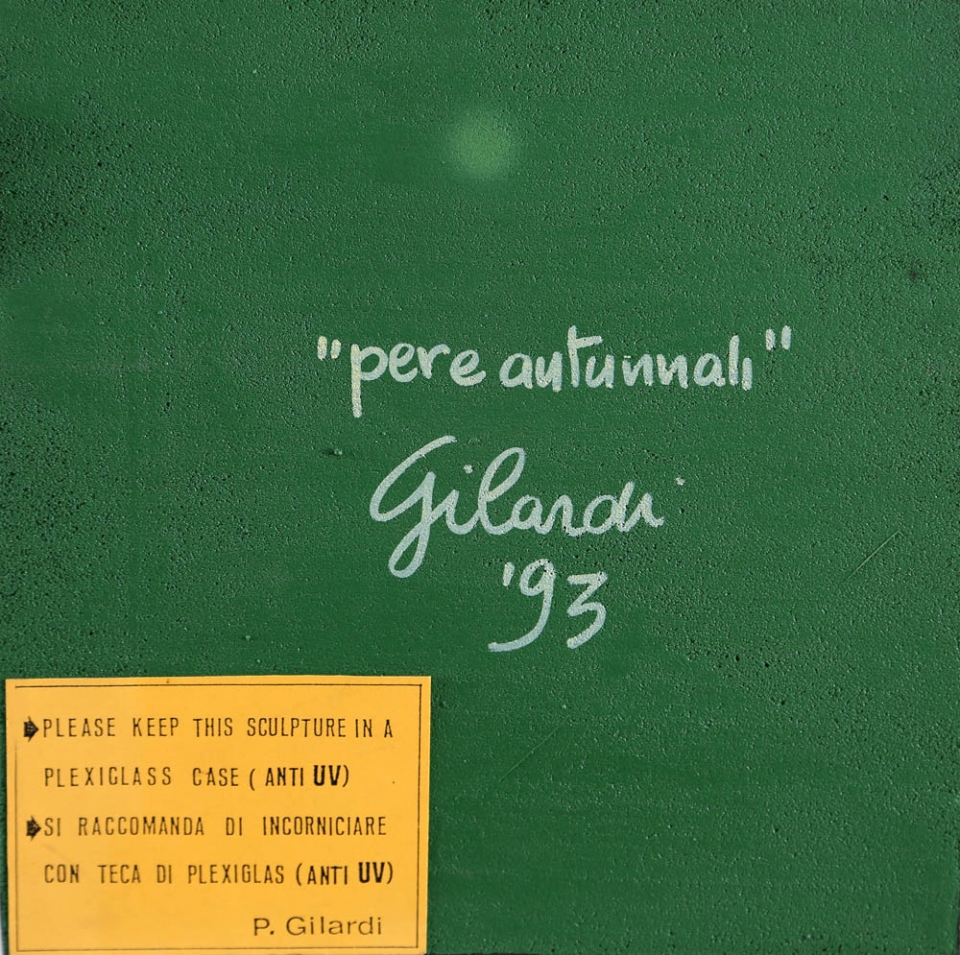 "pere autunnali"
Gilardi
'93
PLEASE KEEP THIS SCULPTURE IN A
PLEXIGLASS CASE (ANTI UV)
SI RACCOMANDA DI INCORNICIARE
CON TECA DI PLEXIGLAS (ANTI UV)
P. Gilardi